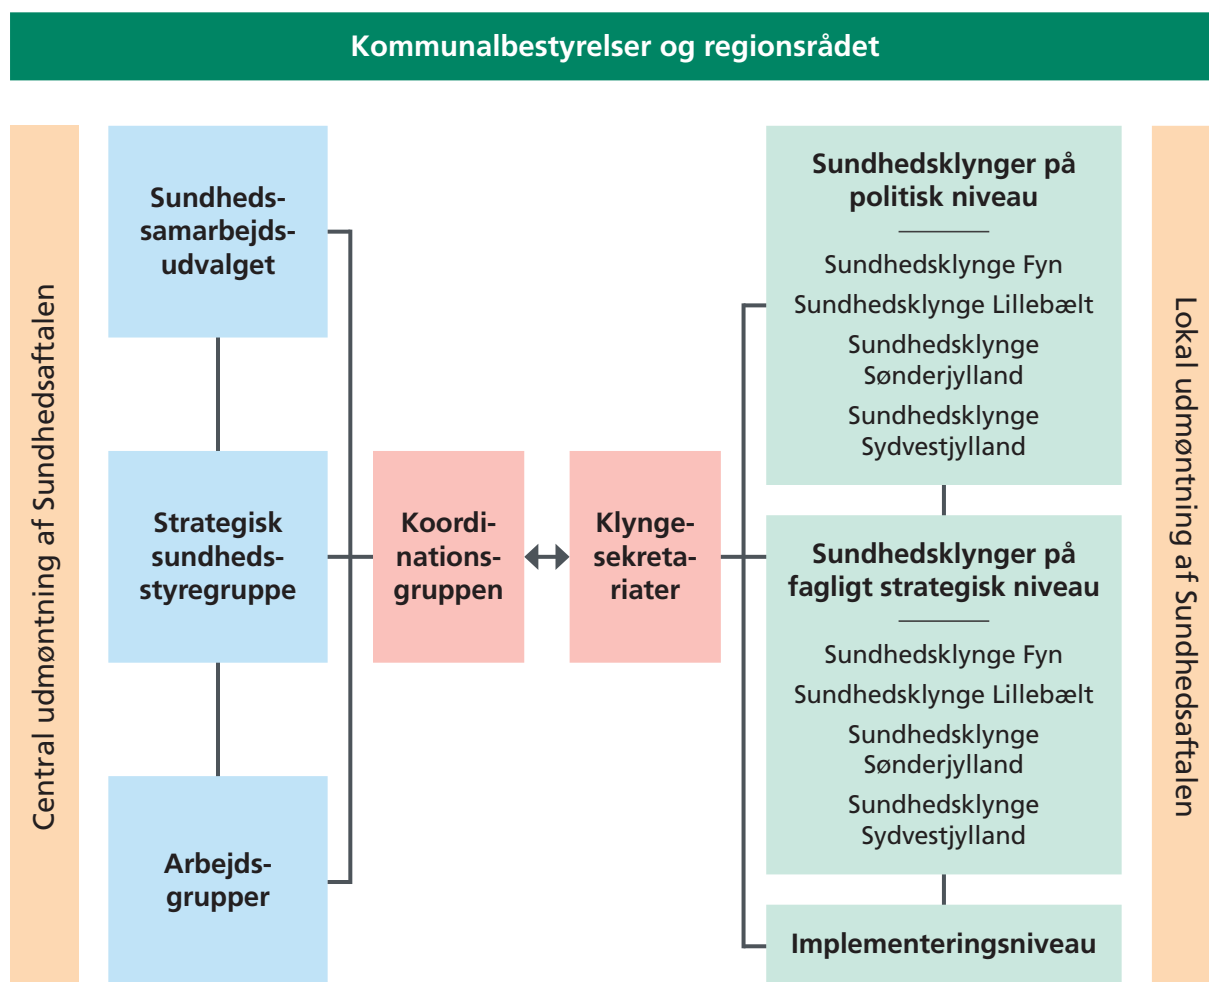 Kommunalbestyrelser og regionsrådet
Central udmøntning af Sundhedsaftalen
Sundheds-
samarbejds-
udvalget
Strategisk
sundheds-
styregruppe
Arbejds-
grupper
Koordi-
nations-
gruppen
Klynge-
sekreta-
riater
Sundhedsklynger på
politisk niveau
Sundhedsklynge Fyn
Sundhedsklynge Lillebælt
Sundhedsklynge
Sønderjylland
Sundhedsklynge
Sydvestjylland
Sundhedsklynger på
fagligt strategisk niveau
Sundhedsklynge Fyn
Sundhedsklynge Lillebælt
Sundhedsklynge
Sønderjylland
Sundhedsklynge
Sydvestjylland
Implementeringsniveau
Lokal udmøntning af Sundhedsaftalen